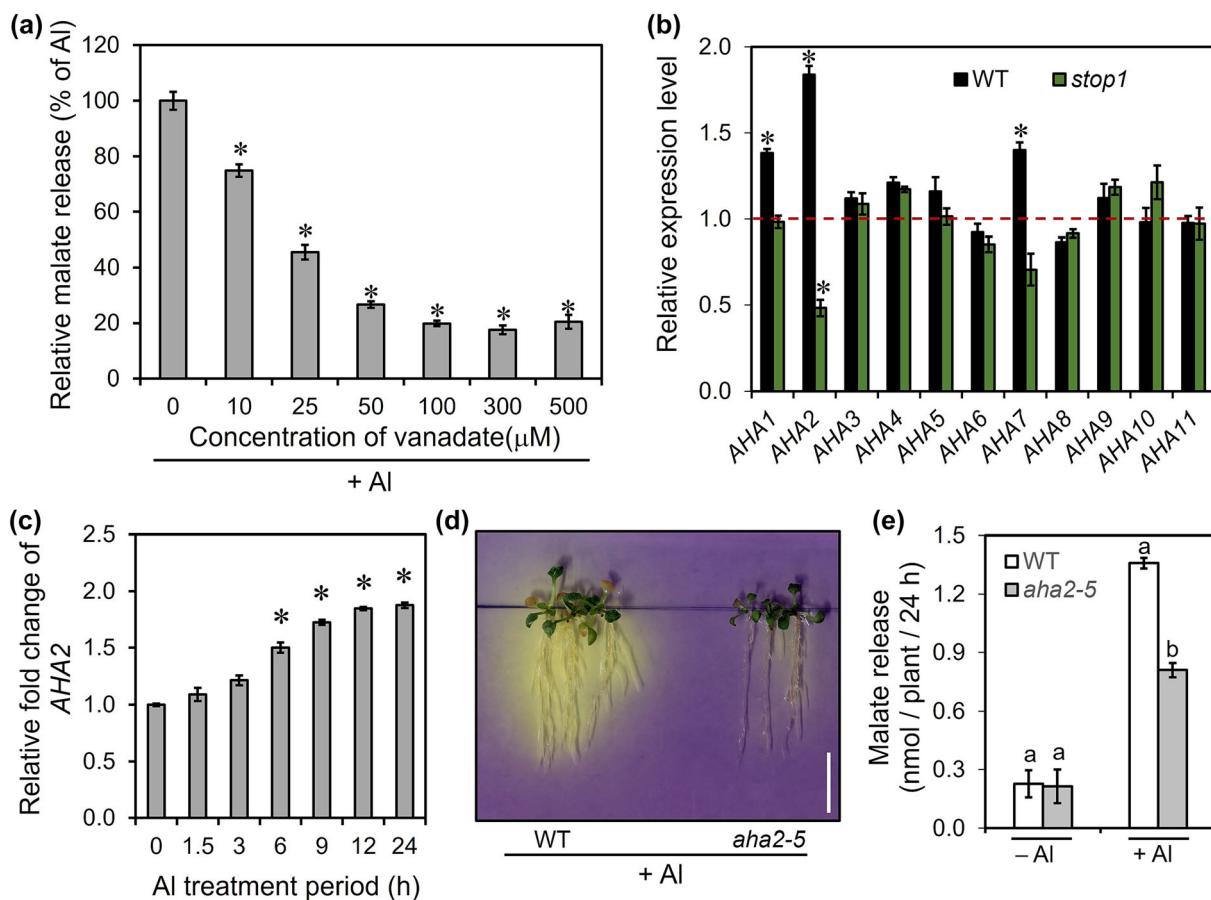 (a)
Relative malate release (% of Al)
120
100
80
60
40
20
0
* * * * * *
0 10 25 50 100 300 500
Concentration of vanadate(μM)
+ Al
(b)
Relative expression level
2.0
1.5
1.0
0.5
0.0
WT stop1
* * * *
AHA1 AHA2 AHA3 AHA4 AHA5 AHA6 AHA7 AHA8 AHA9 AHA10 AHA11
(c)
Relative fold change of
AHA2
2.5
2.0
1.5
1.0
0.5
0.0
* * * *
0 1.5 3 6 9 12 24
Al treatment period (h)
(d)
WT aha2-5
+ Al
(e)
Malate release
(nmol / plant / 24 h)
1.5
1.2
0.9
0.6
0.3
0.0
WT
aha2-5
a a a b
– Al + Al